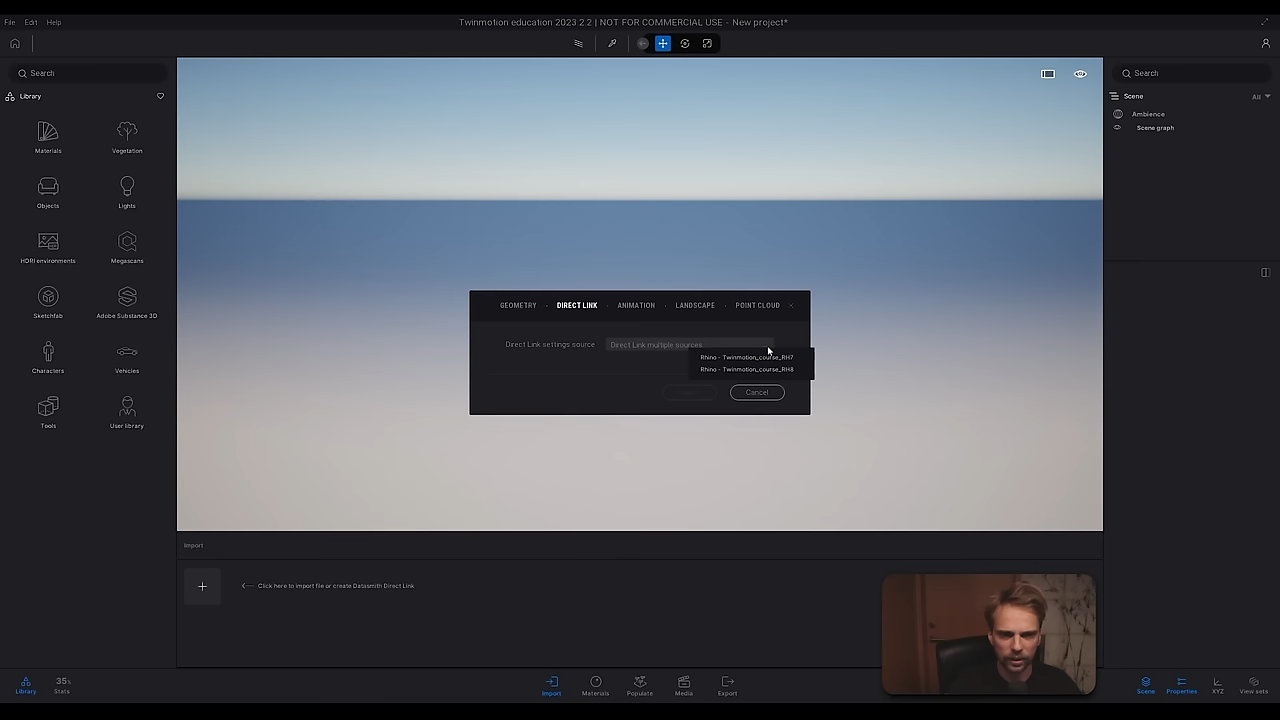 File Edit Help
Twinmotion education 2023.2.2 | NOT FOR COMMERCIAL USE - New project*
Search
Library
Materials
Vegetation
Objects
Lights
HDRI environments
Megascans
Sketchfab
Adobe Substance 3D
Characters
Vehicles
Tools
User library
GEOMETRY DIRECT LINK ANIMATION LANDSCAPE POINT CLOUD
Direct Link settings source Direct Link multiple sources
Rhino - Twinmotion_course_RH7
Rhino - Twinmotion_course_RH8
Cancel
Search
Scene All
Ambience
Scene graph
Import
Click here to import file or create Datasmith Direct Link
35%
Library Stats Import Materials Populate Media Export Scene Properties XYZ View sets